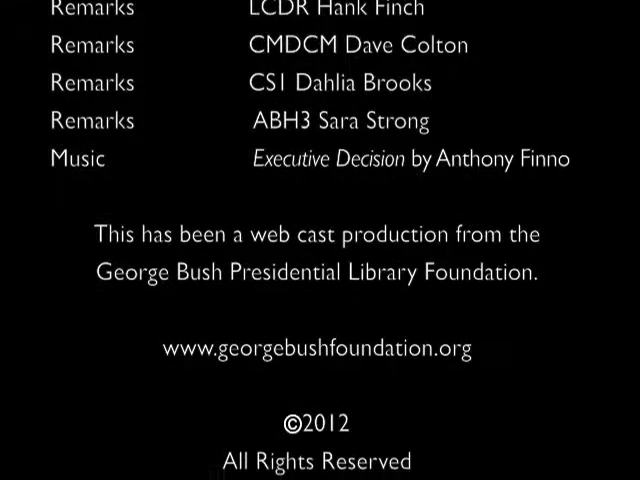 Remarks LCDR Hank Finch
Remarks CMDCM Dave Colton
Remarks CS1 Dahlia Brooks
Remarks ABH3 Sara Strong
Music Executive Decision by Anthony Finno
This has been a web cast production from the
George Bush Presidential Library Foundation.
www.georgebushfoundation.org
©2012
All Rights Reserved